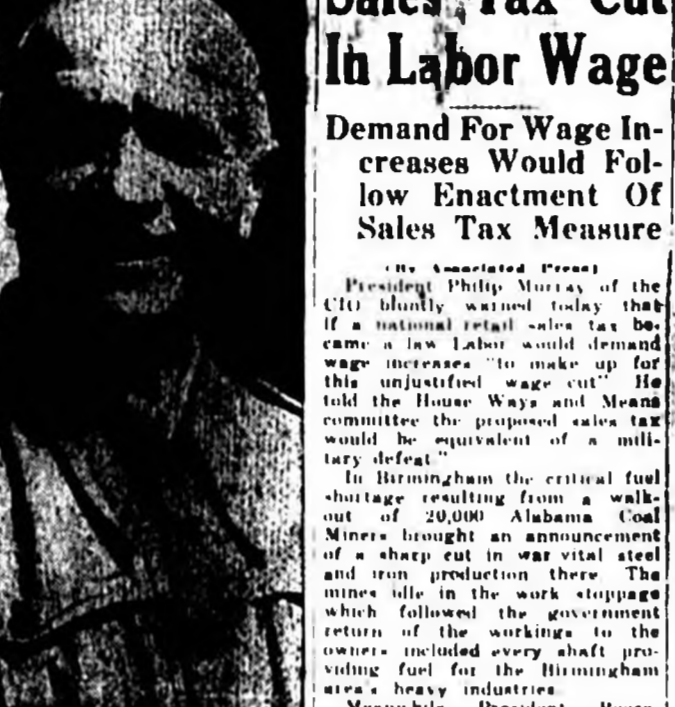 Sales Tax Cut
In Labor Wage
Demand For Wage In-
creases Would Fol-
low Enactment Of
Sales Tax Measure
(By Associated Press)
President Philip Murray of the
CIO bluntly warned today that
if a national retail sales tax be-
came a law Labor would demand
wage increases "to make up for
this unjustified wage cut" He
told the House Ways and Means
committee the proposed sales tax
would be equivalent of a mili-
tary defeat."
In Birmingham the critical fuel
shortage resulting from a walk-
out of 20,000 Alabama Coal
Miners brought an announcement
of a sharp cut in war vital steel
and iron production there. The
mines idle in the work stoppage
which followed the government
return of the workings to the
owners included every shaft pro-
viding fuel for the Birmingham
area's heavy industries.
Meanwhile President